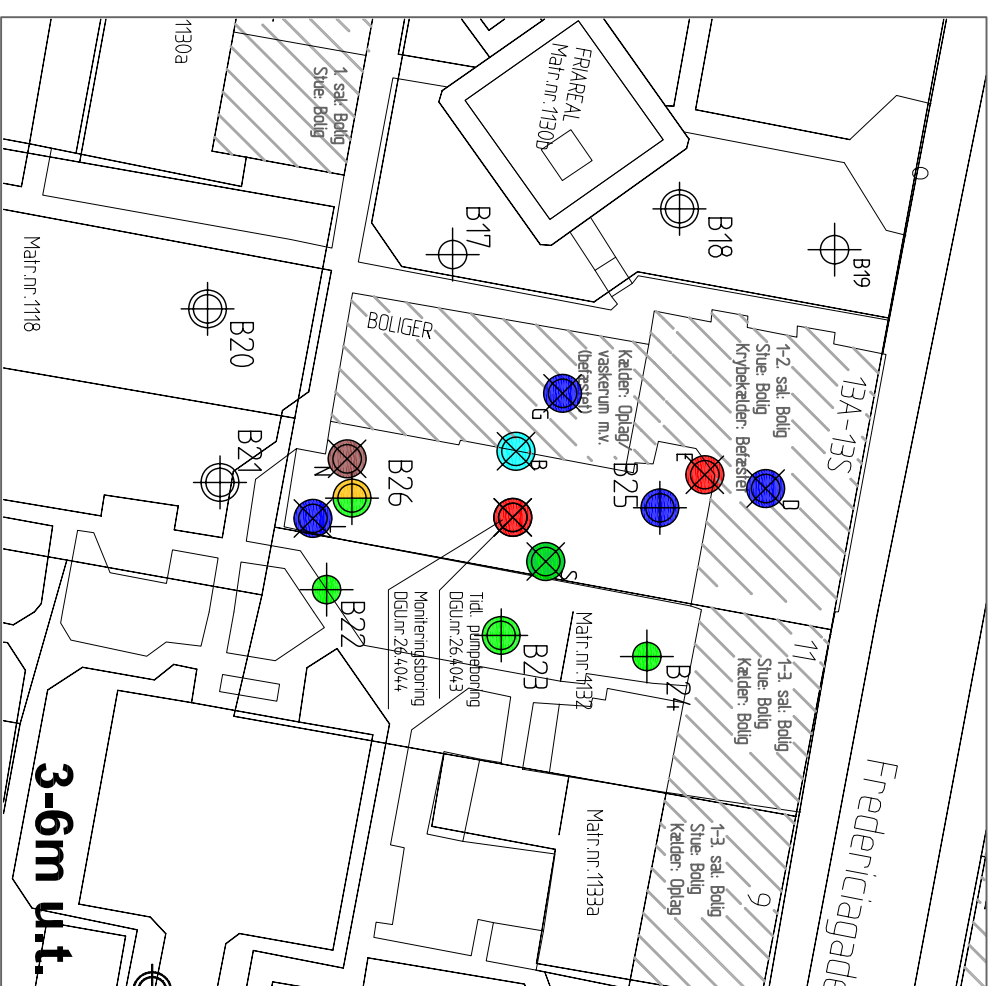 1130a
1. sal: Bolig
Stue: Bolig
FRIAREAL
Matr.nr. 1130b
B17
B18
B19
9
Matr.nr. 1118
B20
BOLIGER
Kælder: Oplag/
vaskerum m.v.
(befæstet)
1-2. sal: Bolig
Stue: Bolig
Krybekælder: Befæstet
13A-13S
G
B
F
D
B25
B26
N
B21
S
B22
Moniteringsboring
DGU.nr.26.4044
Tidl. pumpeboring
DGU.nr.26.4043
B23
Matr.nr.1132
B24
11
1-3. sal: Bolig
Stue: Bolig
Kælder: Bolig
Fredericiagade
Matr.nr.1133a
1-3. sal: Bolig
Stue: Bolig
Kælder: Oplag
9
3-6m u.t.